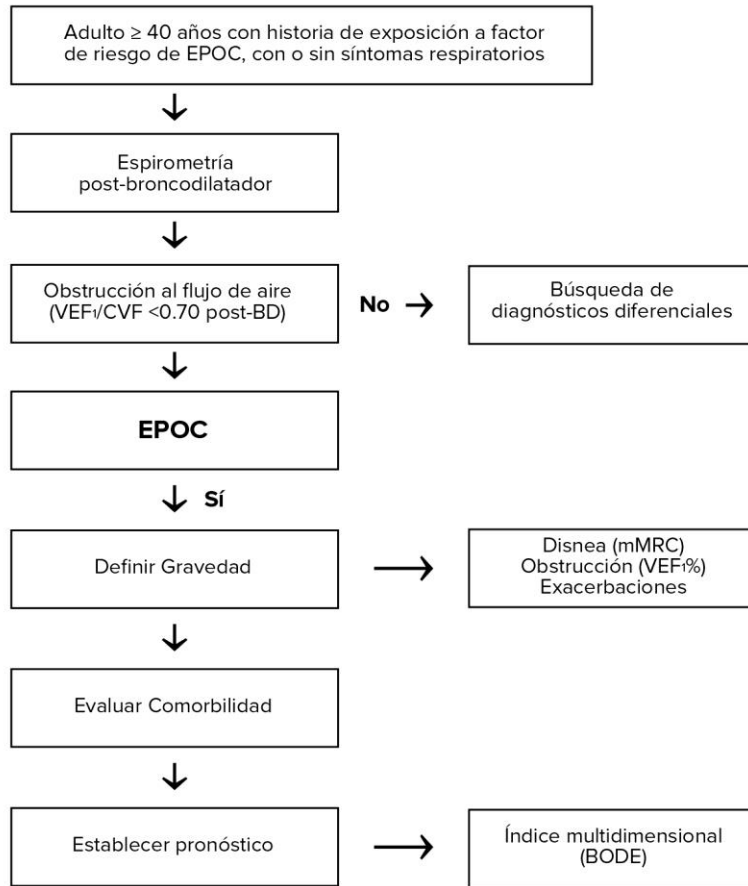 Adulto ≥ 40 años con historia de exposición a factor
de riesgo de EPOC, con o sin síntomas respiratorios
Espirometría
post-broncodilatador
Obstrucción al flujo de aire
(VEF₁/CVF <0.70 post-BD)
No
Búsqueda de
diagnósticos diferenciales
EPOC
Sí
Definir Gravedad
Disnea (mMRC)
Obstrucción (VEF₁%)
Exacerbaciones
Evaluar Comorbilidad
Establecer pronóstico
Índice multidimensional
(BODE)